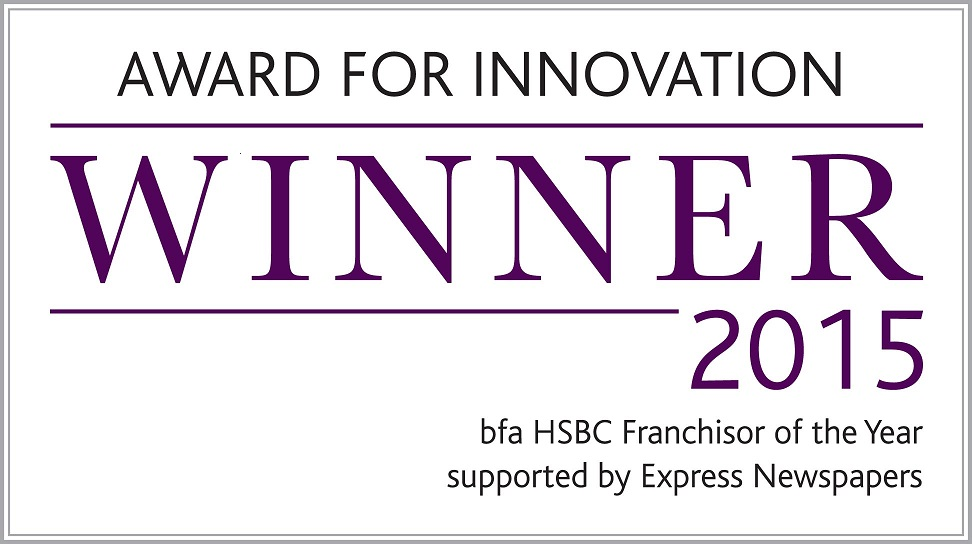 AWARD FOR INNOVATION
WINNER
2015
bfa HSBC Franchisor of the Year
supported by Express Newspapers